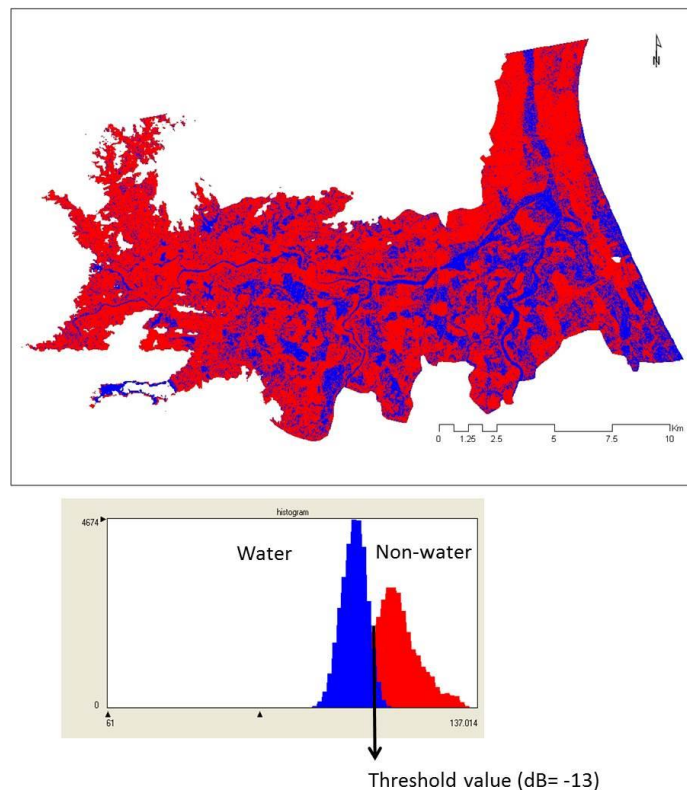 N
Km
0 1.25 2.5 5 7.5 10
histogram
4674
Water Non-water
0
61 137.014
Threshold value (dB= -13)